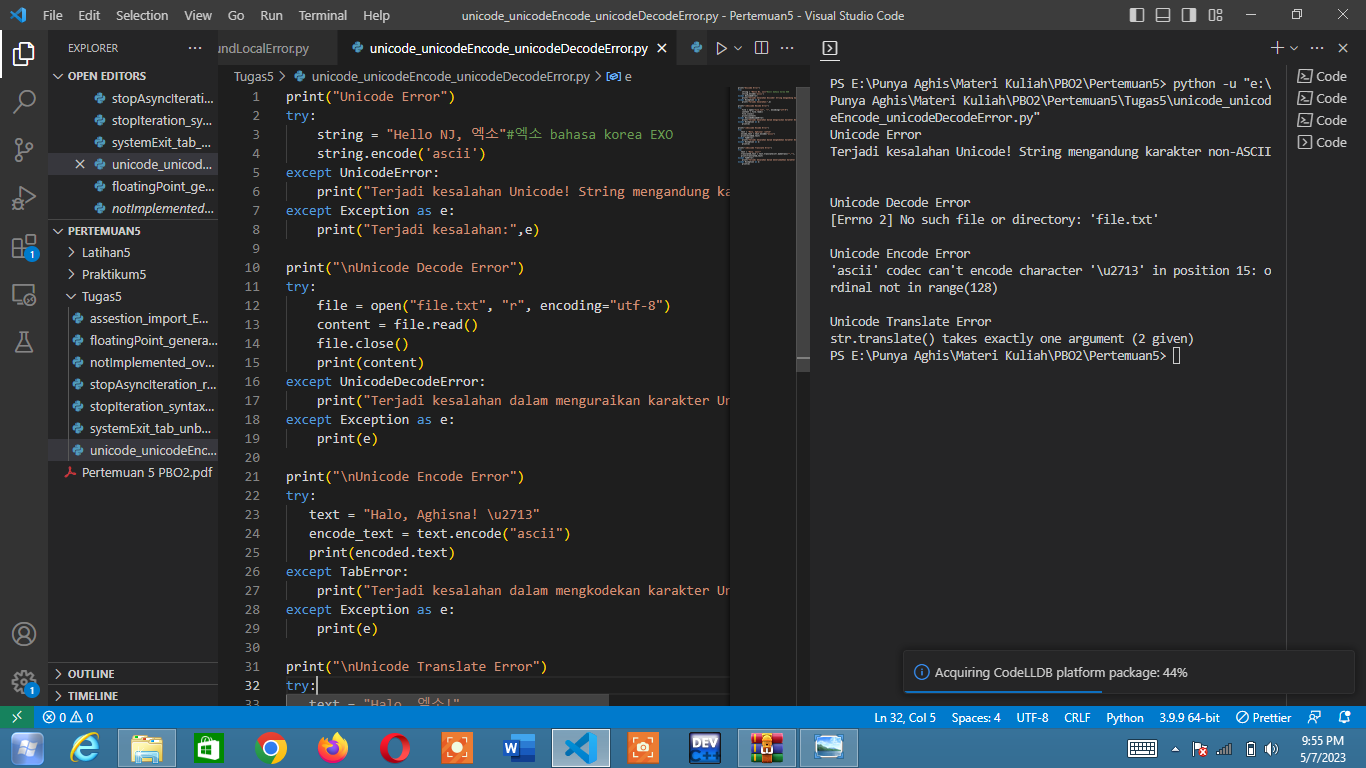 File Edit Selection View Go Run Terminal Help
unicode_unicodeEncode_unicodeDecodeError.py - Pertemuan5 - Visual Studio Code
EXPLORER
OPEN EDITORS
stopAsyncIterati...
stopIteration_sy...
systemExit_tab_...
unicode_unicod...
floatingPoint_ge...
notImplemented...
PERTEMUAN5
Latihan5
Praktikum5
Tugas5
assestion_import_E...
floatingPoint_genera...
notImplemented_ov...
stopAsyncIteration_r...
stopIteration_syntax...
systemExit_tab_unb...
unicode_unicodeEnc...
Pertemuan 5 PBO2.pdf
OUTLINE
TIMELINE
1
1
undLocalError.py
unicode_unicodeEncode_unicodeDecodeError.py
Tugas5 > unicode_unicodeEncode_unicodeDecodeError.py > e
1 print("Unicode Error")
2 try:
3 string = "Hello NJ, 엑소"#엑소 bahasa korea EXO
4 string.encode('ascii')
5 except UnicodeError:
6 print("Terjadi kesalahan Unicode! String mengandung ka
7 except Exception as e:
8 print("Terjadi kesalahan:",e)
9
10 print("\nUnicode Decode Error")
11 try:
12 file = open("file.txt", "r", encoding="utf-8")
13 content = file.read()
14 file.close()
15 print(content)
16 except UnicodeDecodeError:
17 print("Terjadi kesalahan dalam menguraikan karakter Un
18 except Exception as e:
19 print(e)
20
21 print("\nUnicode Encode Error")
22 try:
23 text = "Halo, Aghisna! \u2713"
24 encode_text = text.encode("ascii")
25 print(encoded.text)
26 except TabError:
27 print("Terjadi kesalahan dalam mengkodekan karakter Un
28 except Exception as e:
29 print(e)
30
31 print("\nUnicode Translate Error")
32 try:
33 text = "Halo, 엑소!"
PS E:\Punya Aghis\Materi Kuliah\PBO2\Pertemuan5> python -u "e:\
Punya Aghis\Materi Kuliah\PBO2\Pertemuan5\Tugas5\unicode_unicod
eEncode_unicodeDecodeError.py"
Unicode Error
Terjadi kesalahan Unicode! String mengandung karakter non-ASCII
Unicode Decode Error
[Errno 2] No such file or directory: 'file.txt'
Unicode Encode Error
'ascii' codec can't encode character '\u2713' in position 15: o
rdinal not in range(128)
Unicode Translate Error
str.translate() takes exactly one argument (2 given)
PS E:\Punya Aghis\Materi Kuliah\PBO2\Pertemuan5>
Code
Code
Code
Code
Acquiring CodeLLDB platform package: 44%
0 0
Ln 32, Col 5 Spaces: 4 UTF-8 CRLF Python 3.9.9 64-bit Prettier
DEV C++
9:55 PM
5/7/2023